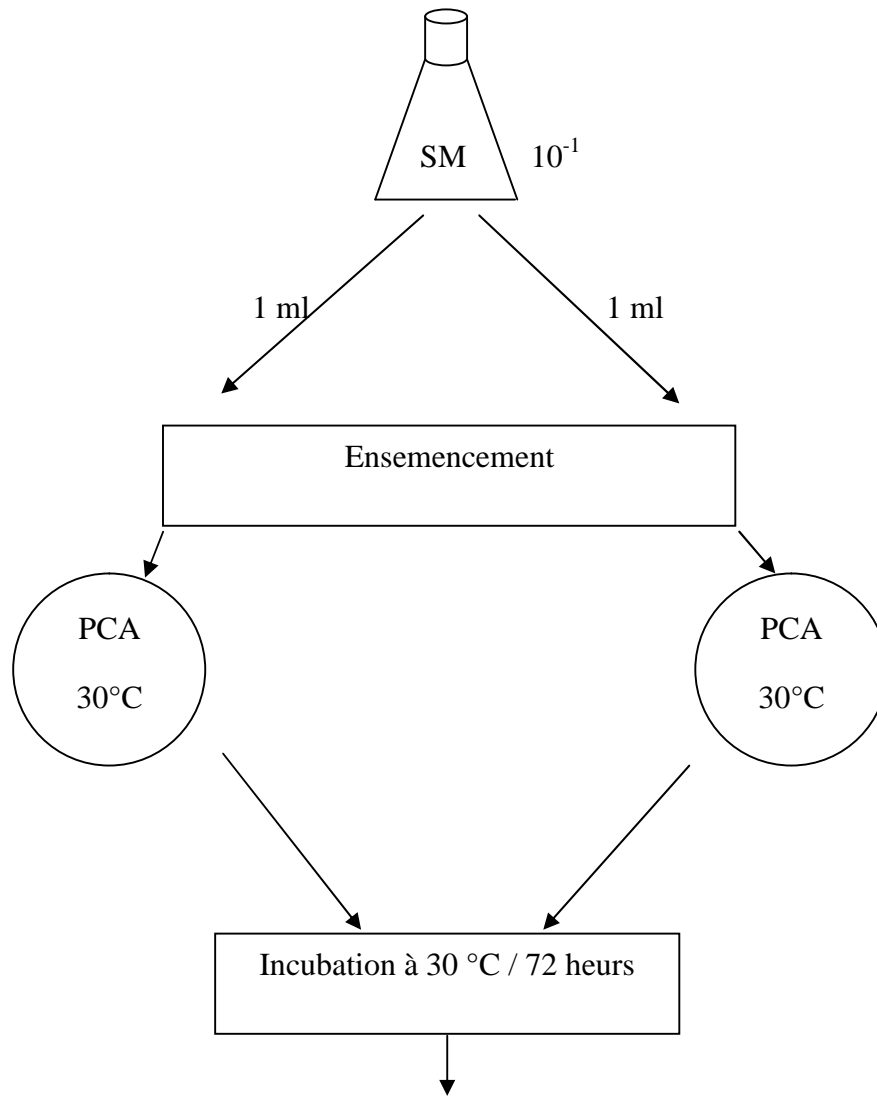 SM 10⁻¹
1 ml 1 ml
Ensemencement
PCA PCA
30°C 30°C
Incubation à 30 °C / 72 heurs